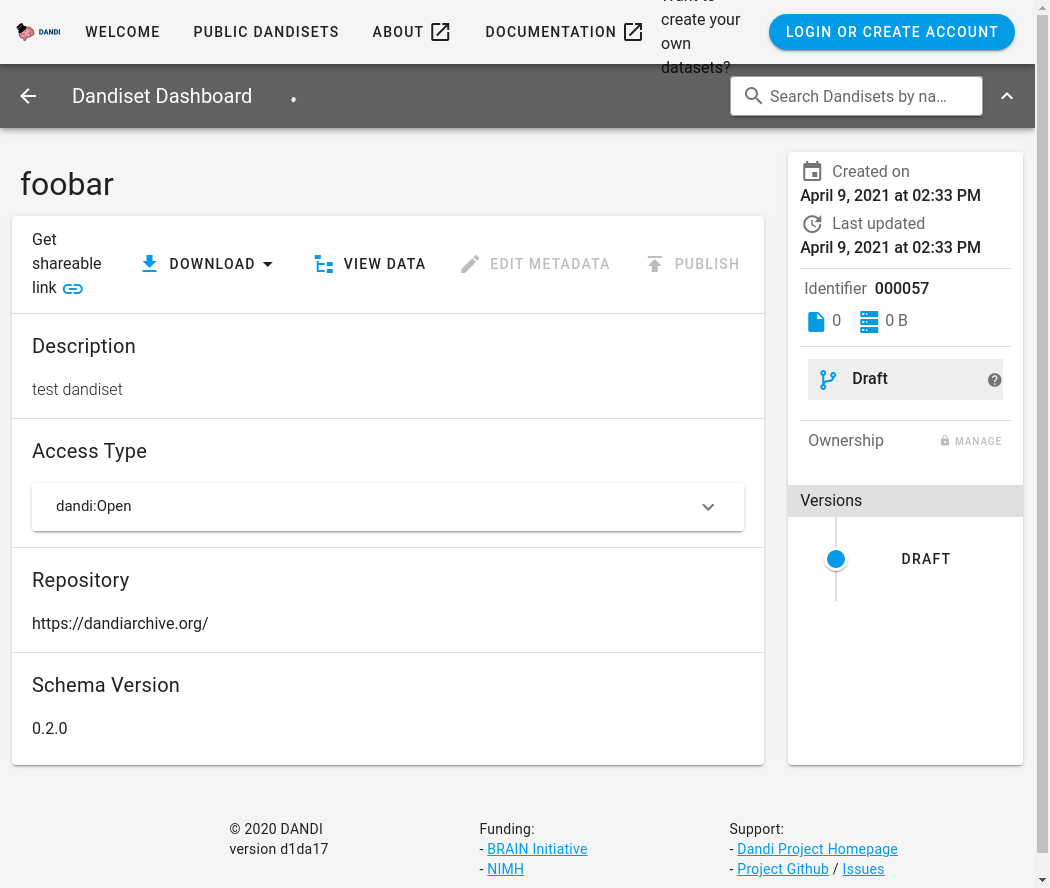 DANDI
WELCOME
PUBLIC DANDISETS
ABOUT
DOCUMENTATION
Want to
create your
own
datasets?
LOGIN OR CREATE ACCOUNT
Dandiset Dashboard
Search Dandisets by na...
foobar
Get
shareable
link
DOWNLOAD
VIEW DATA
EDIT METADATA
PUBLISH
Description
test dandiset
Access Type
dandi:Open
Repository
https://dandiarchive.org/
Schema Version
0.2.0
Created on
April 9, 2021 at 02:33 PM
Last updated
April 9, 2021 at 02:33 PM
Identifier 000057
0
0 B
Draft
?
Ownership
MANAGE
Versions
DRAFT
© 2020 DANDI
version d1da17
Funding:
- BRAIN Initiative
- NIMH
Support:
- Dandi Project Homepage
- Project Github / Issues